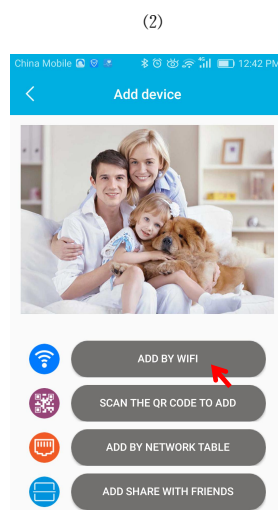 (2)
China Mobile 4G 12:42 PM
Add device
ADD BY WIFI
SCAN THE QR CODE TO ADD
ADD BY NETWORK TABLE
ADD SHARE WITH FRIENDS